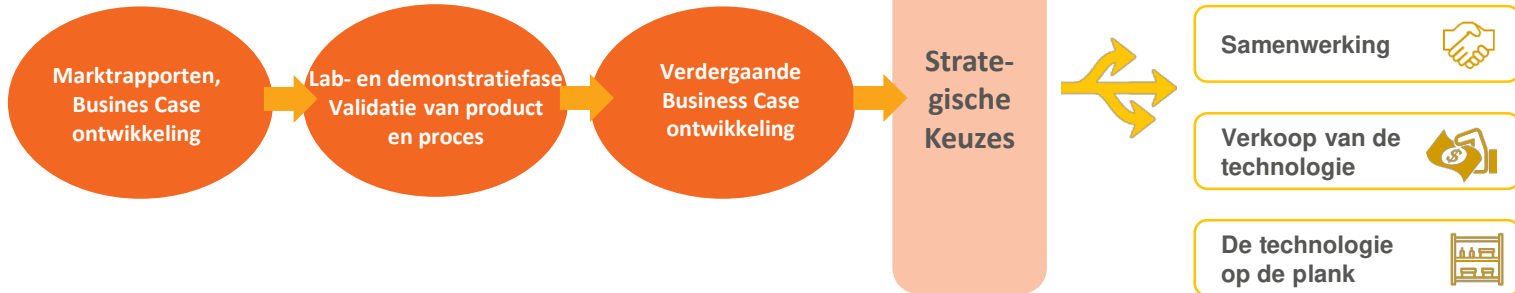 Marktrapporten,
Busines Case
ontwikkeling
Lab- en demonstratiefase
Validatie van product
en proces
Verdergaande
Business Case
ontwikkeling
Strate-
gische
Keuzes
Samenwerking
Verkoop van de
technologie
$
De technologie
op de plank